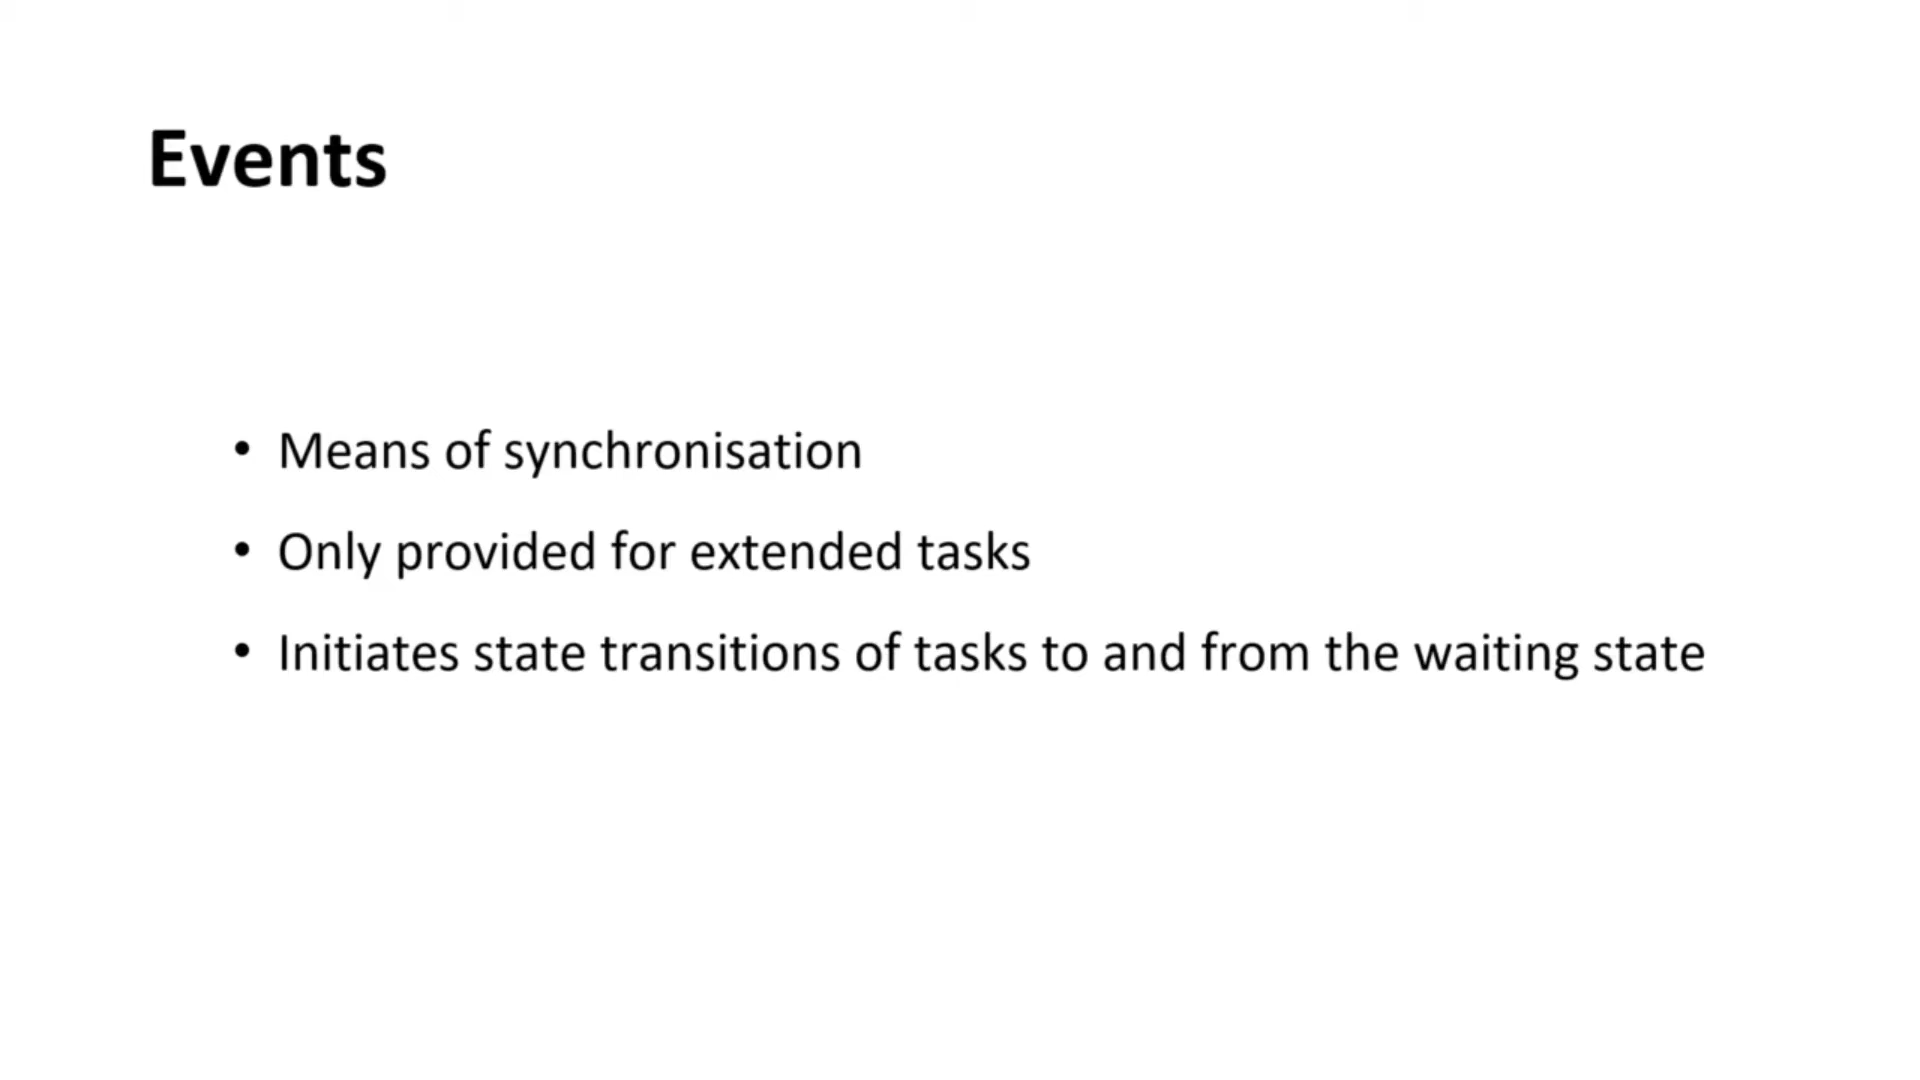 Events
• Means of synchronisation
• Only provided for extended tasks
• Initiates state transitions of tasks to and from the waiting state